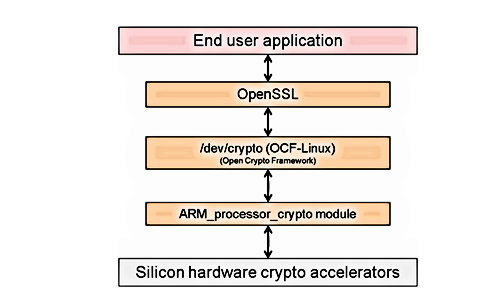 End user application
OpenSSL
/dev/crypto (OCF-Linux)
(Open Crypto Framework)
ARM_processor_crypto module
Silicon hardware crypto accelerators